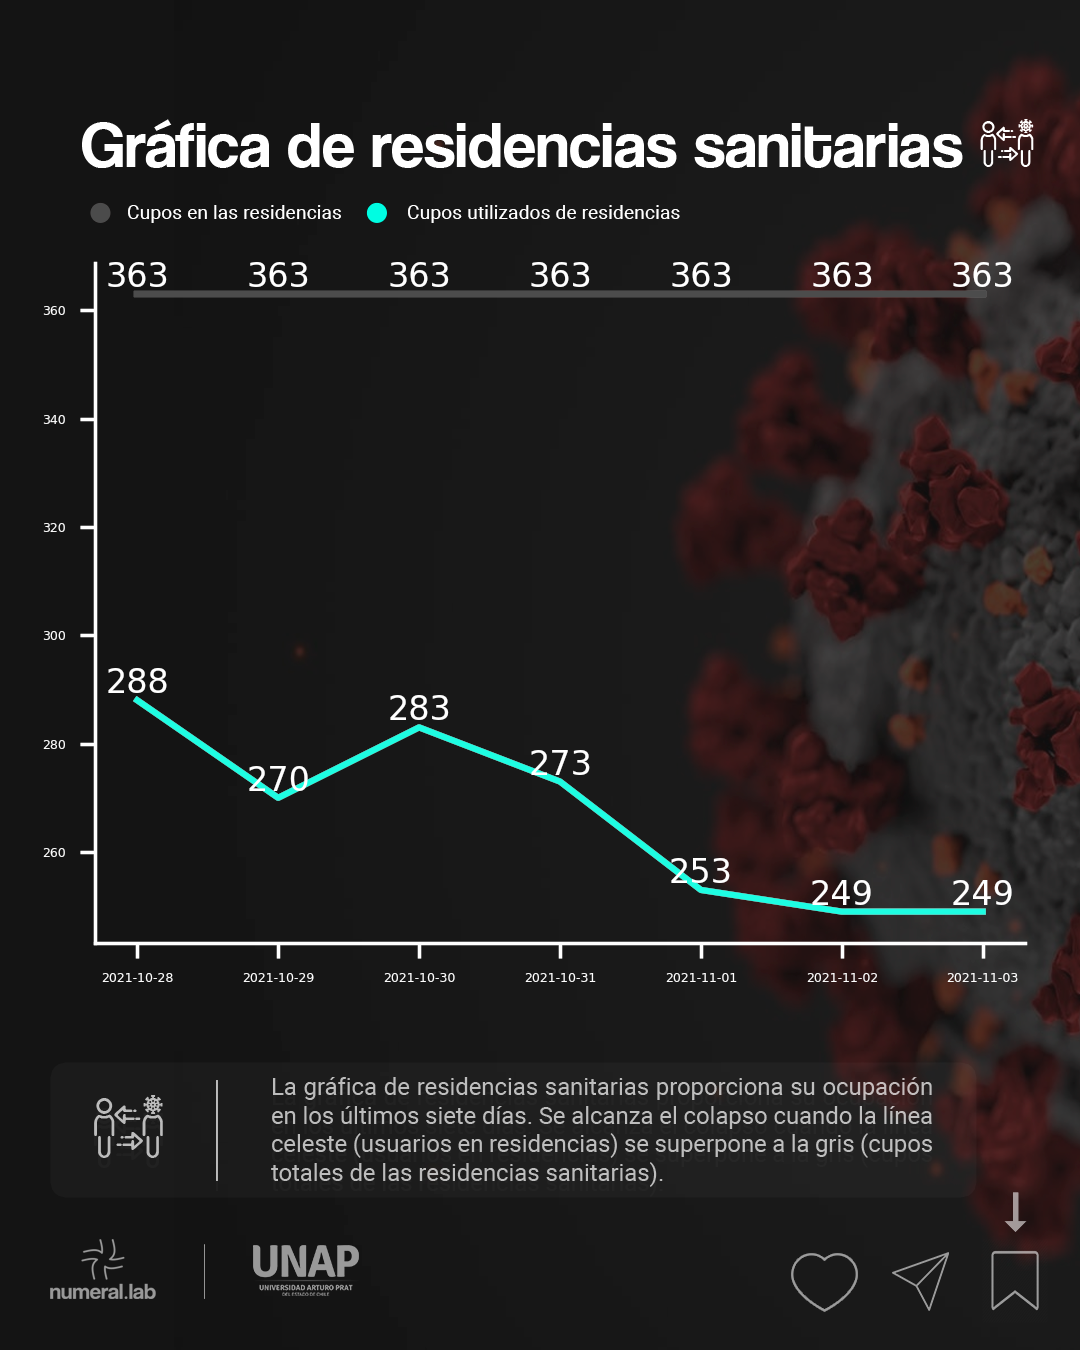 Gráfica de residencias sanitarias
Cupos en las residencias Cupos utilizados de residencias
363 363 363 363 363 363 363
360
340
320
300
280
260
288 270 283 273 253 249 249
2021-10-28 2021-10-29 2021-10-30 2021-10-31 2021-11-01 2021-11-02 2021-11-03
La gráfica de residencias sanitarias proporciona su ocupación
en los últimos siete días. Se alcanza el colapso cuando la línea
celeste (usuarios en residencias) se superpone a la gris (cupos
totales de las residencias sanitarias).
numeral.lab
UNAP
UNIVERSIDAD ARTURO PRAT
DEL ESTADO DE CHILE